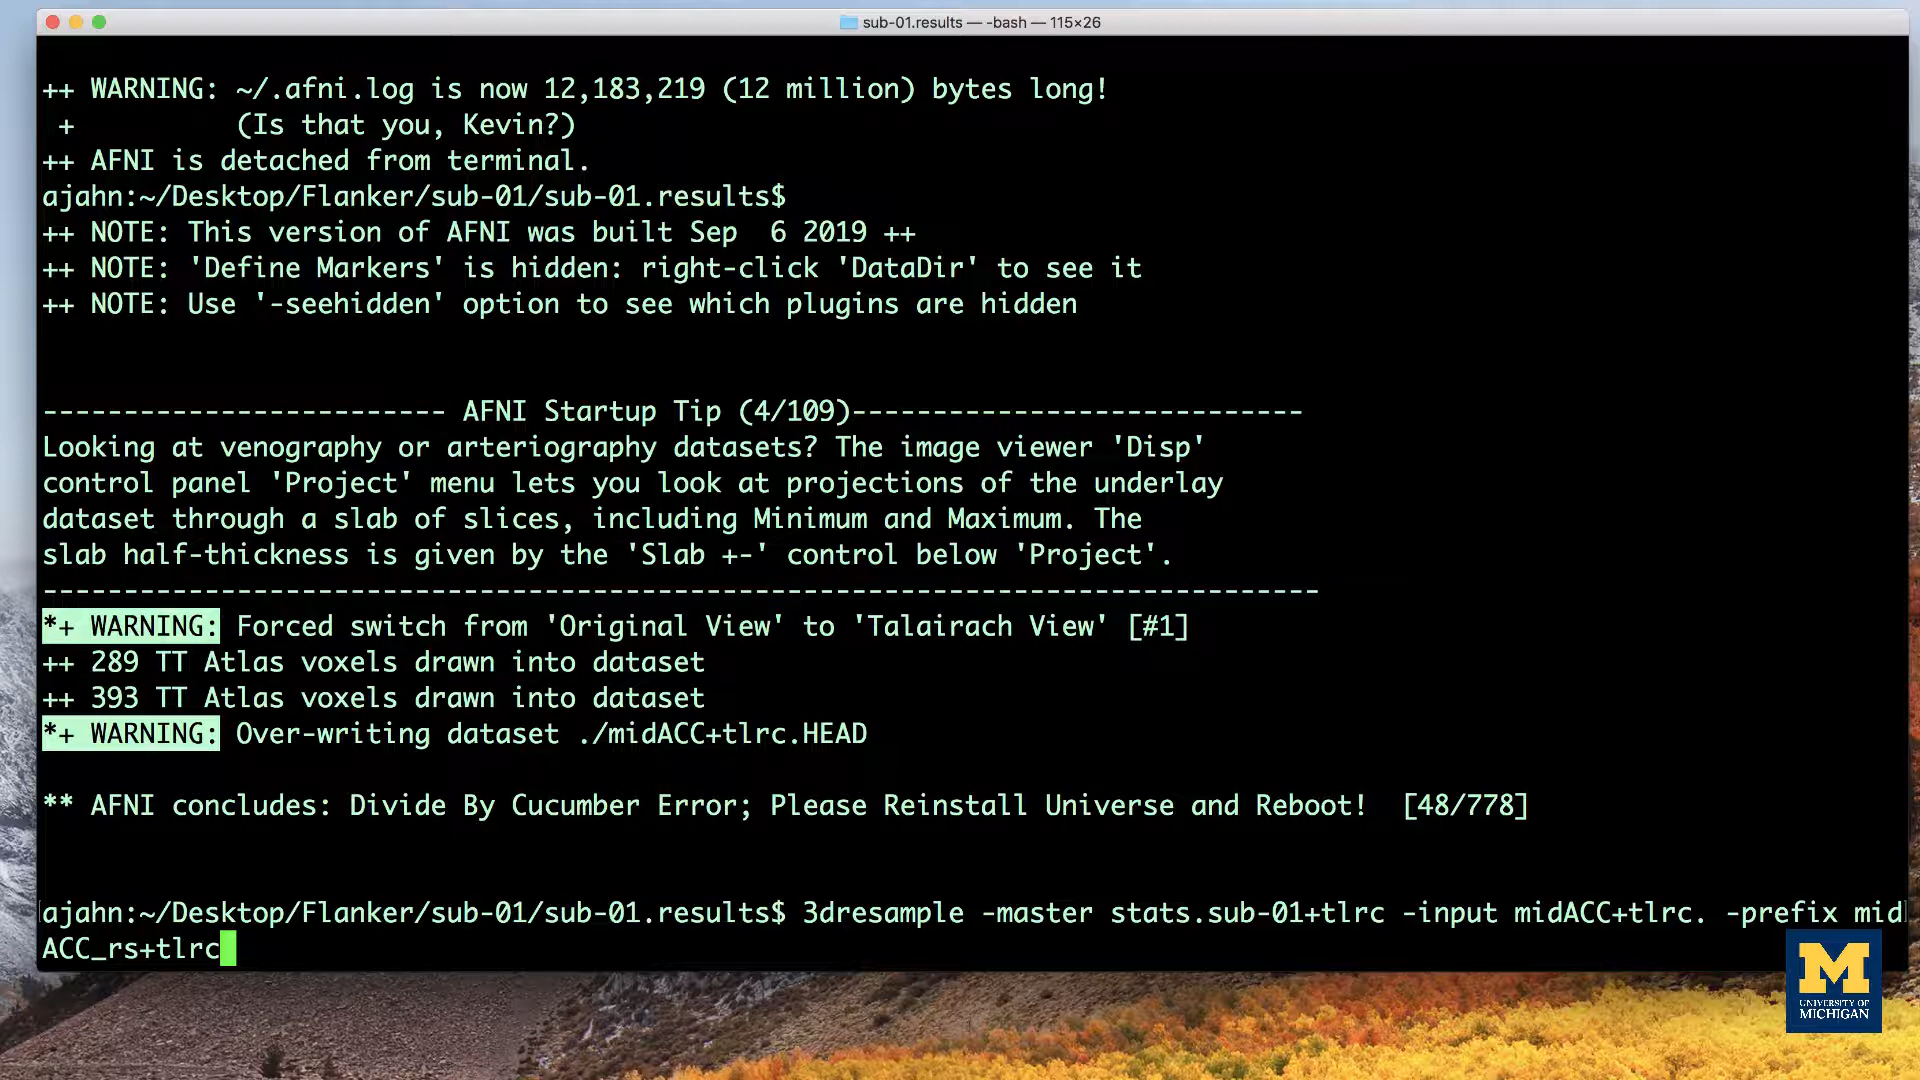 sub-01.results — -bash — 115×26
++ WARNING: ~/.afni.log is now 12,183,219 (12 million) bytes long!
 +          (Is that you, Kevin?)
++ AFNI is detached from terminal.
ajahn:~/Desktop/Flanker/sub-01/sub-01.results$
++ NOTE: This version of AFNI was built Sep  6 2019 ++
++ NOTE: 'Define Markers' is hidden: right-click 'DataDir' to see it
++ NOTE: Use '-seehidden' option to see which plugins are hidden
------------------------- AFNI Startup Tip (4/109)----------------------------
Looking at venography or arteriography datasets? The image viewer 'Disp'
control panel 'Project' menu lets you look at projections of the underlay
dataset through a slab of slices, including Minimum and Maximum. The
slab half-thickness is given by the 'Slab +-' control below 'Project'.
-------------------------------------------------------------------------------
*+ WARNING: Forced switch from 'Original View' to 'Talairach View' [#1]
++ 289 TT Atlas voxels drawn into dataset
++ 393 TT Atlas voxels drawn into dataset
*+ WARNING: Over-writing dataset ./midACC+tlrc.HEAD
** AFNI concludes: Divide By Cucumber Error; Please Reinstall Universe and Reboot!  [48/778]
ajahn:~/Desktop/Flanker/sub-01/sub-01.results$ 3dresample -master stats.sub-01+tlrc -input midACC+tlrc. -prefix mid
ACC_rs+tlrc
M
UNIVERSITY OF
MICHIGAN